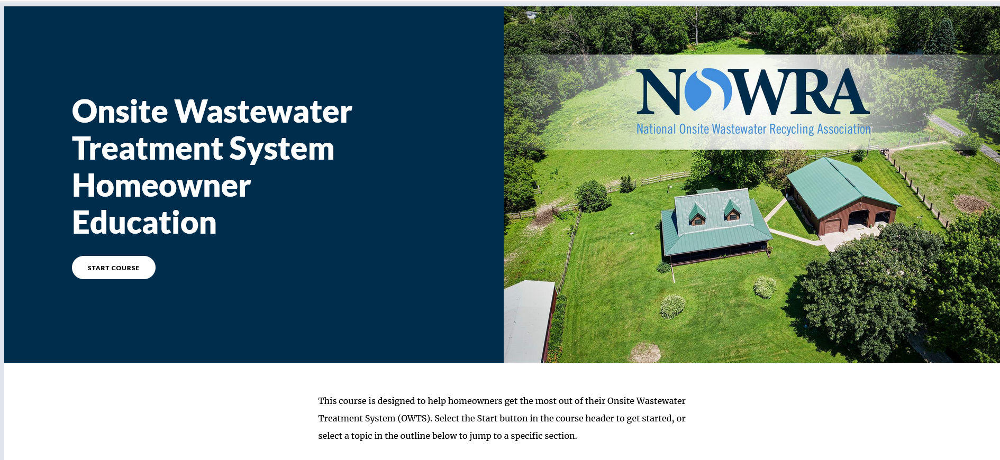 Onsite Wastewater
Treatment System
Homeowner
Education
START COURSE
NOWRA
National Onsite Wastewater Recycling Association
This course is designed to help homeowners get the most out of their Onsite Wastewater
Treatment System (OWTS). Select the Start button in the course header to get started, or
select a topic in the outline below to jump to a specific section.